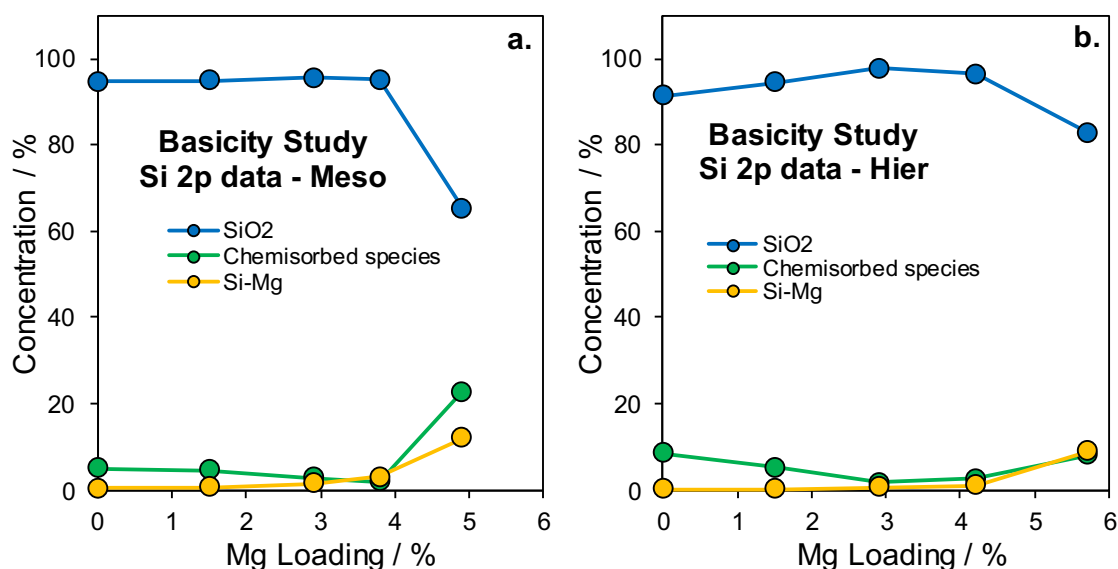 a.
100
80
60
40
20
0
Concentration / %
Basicity Study
Si 2p data - Meso
SiO2
Chemisorbed species
Si-Mg
0 1 2 3 4 5 6
Mg Loading / %
b.
100
80
60
40
20
0
Concentration / %
Basicity Study
Si 2p data - Hier
SiO2
Chemisorbed species
Si-Mg
0 1 2 3 4 5 6
Mg Loading / %